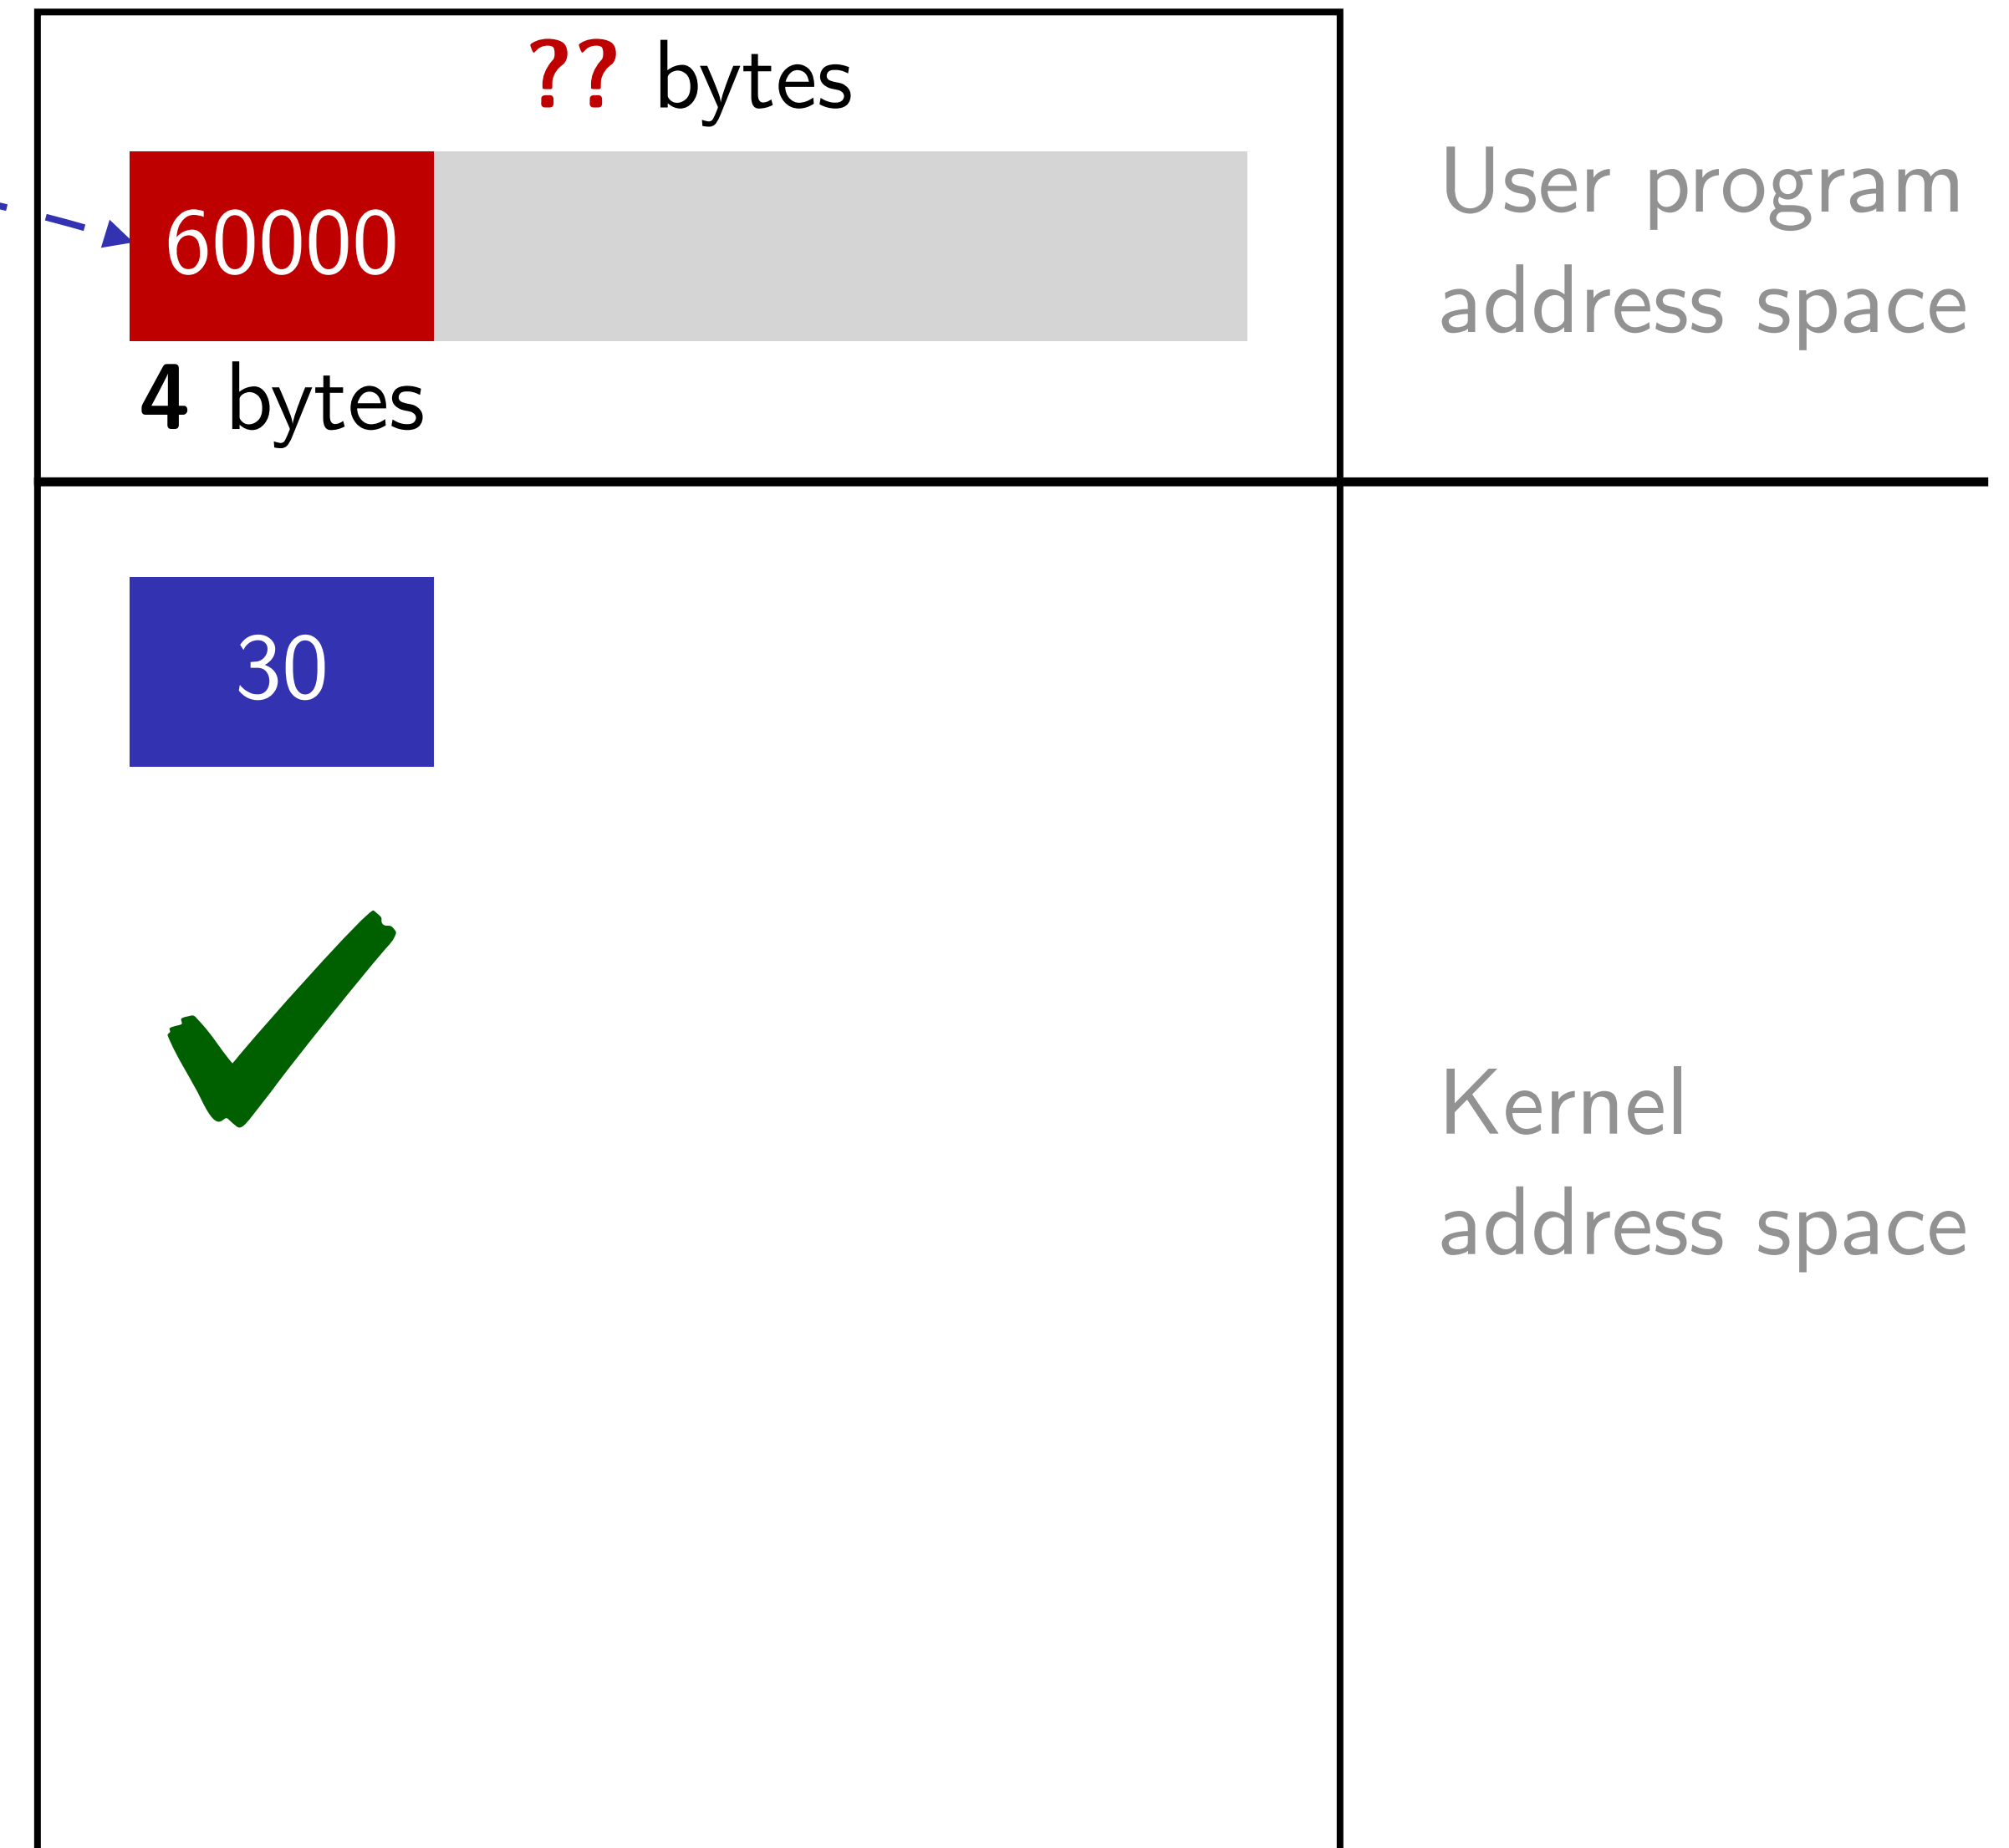 ?? bytes
User program
address space
60000
4 bytes
30
Kernel
address space